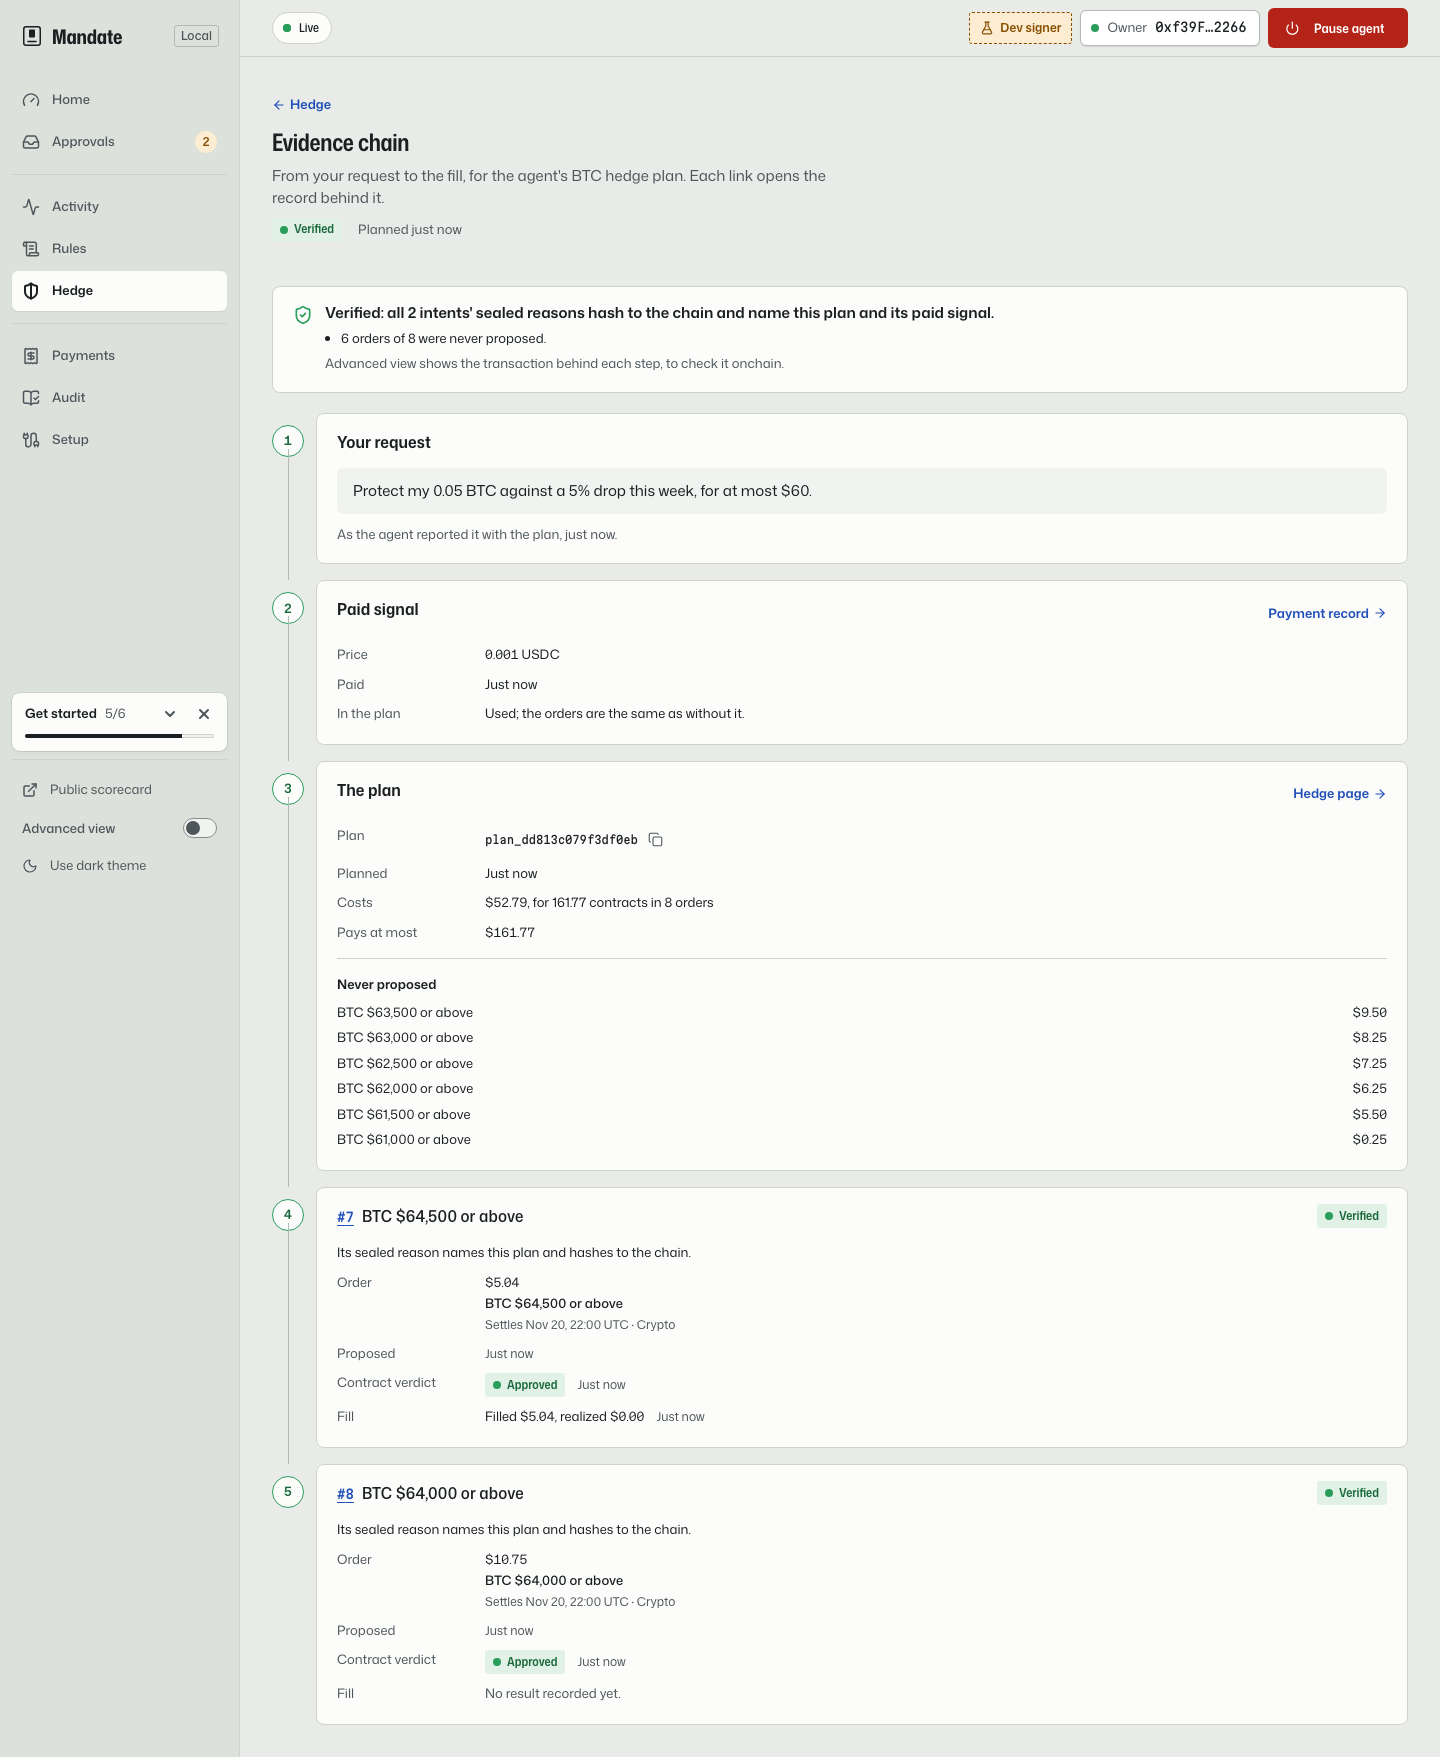 Mandate
Local
Home
Approvals
2
Activity
Rules
Hedge
Payments
Audit
Setup
Get started 5/6
Public scorecard
Advanced view
Use dark theme
Live
Dev signer
Owner 0xf39F…2266
Pause agent
← Hedge
Evidence chain
From your request to the fill, for the agent's BTC hedge plan. Each link opens the
record behind it.
Verified
Planned just now
Verified: all 2 intents' sealed reasons hash to the chain and name this plan and its paid signal.
• 6 orders of 8 were never proposed.
Advanced view shows the transaction behind each step, to check it onchain.
1
Your request
Protect my 0.05 BTC against a 5% drop this week, for at most $60.
As the agent reported it with the plan, just now.
2
Paid signal
Payment record →
Price
0.001 USDC
Paid
Just now
In the plan
Used; the orders are the same as without it.
3
The plan
Hedge page →
Plan
plan_dd813c079f3df0eb
Planned
Just now
Costs
$52.79, for 161.77 contracts in 8 orders
Pays at most
$161.77
Never proposed
BTC $63,500 or above $9.50
BTC $63,000 or above $8.25
BTC $62,500 or above $7.25
BTC $62,000 or above $6.25
BTC $61,500 or above $5.50
BTC $61,000 or above $0.25
4
#7 BTC $64,500 or above
Verified
Its sealed reason names this plan and hashes to the chain.
Order
$5.04
BTC $64,500 or above
Settles Nov 20, 22:00 UTC · Crypto
Proposed
Just now
Contract verdict
Approved
Just now
Fill
Filled $5.04, realized $0.00 Just now
5
#8 BTC $64,000 or above
Verified
Its sealed reason names this plan and hashes to the chain.
Order
$10.75
BTC $64,000 or above
Settles Nov 20, 22:00 UTC · Crypto
Proposed
Just now
Contract verdict
Approved
Just now
Fill
No result recorded yet.